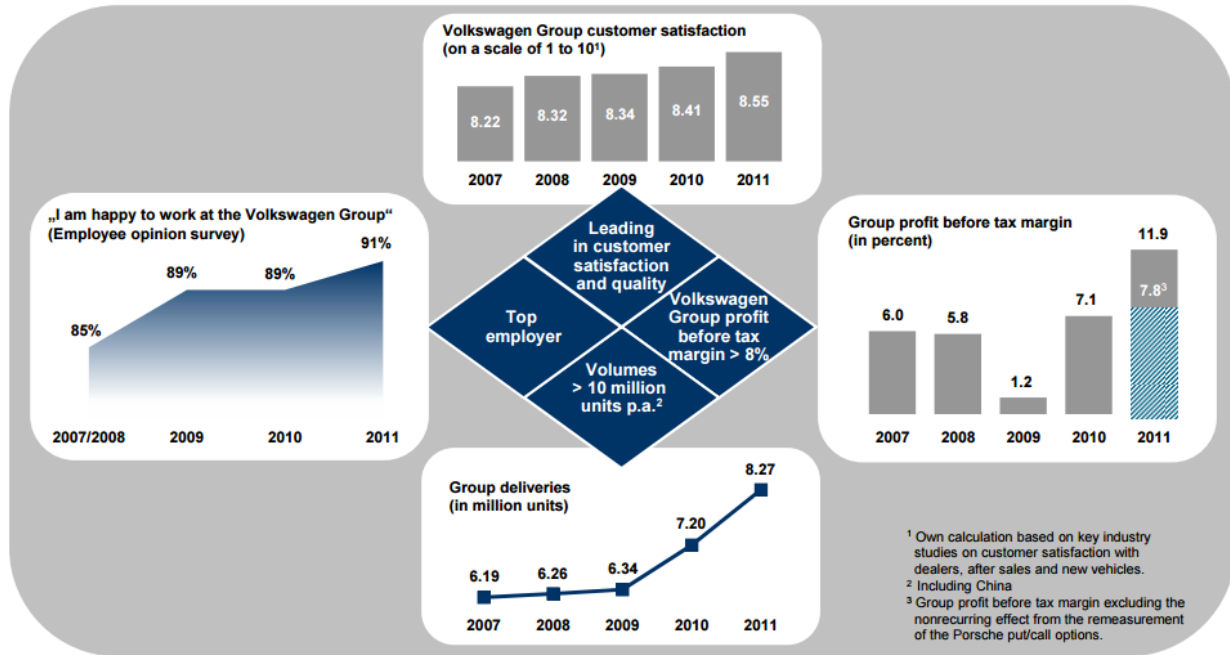 Volkswagen Group customer satisfaction
(on a scale of 1 to 10¹)
8.22
8.32
8.34
8.41
8.55
2007
2008
2009
2010
2011
„I am happy to work at the Volkswagen Group“
(Employee opinion survey)
85%
89%
89%
91%
2007/2008
2009
2010
2011
Leading
in customer
satisfaction
and quality
Top
employer
Volkswagen
Group profit
before tax
margin > 8%
Volumes
> 10 million
units p.a.²
Group profit before tax margin
(in percent)
6.0
5.8
1.2
7.1
11.9
7.8³
2007
2008
2009
2010
2011
Group deliveries
(in million units)
6.19
6.26
6.34
7.20
8.27
2007
2008
2009
2010
2011
¹ Own calculation based on key industry
studies on customer satisfaction with
dealers, after sales and new vehicles.
² Including China
³ Group profit before tax margin excluding the
nonrecurring effect from the remeasurement
of the Porsche put/call options.